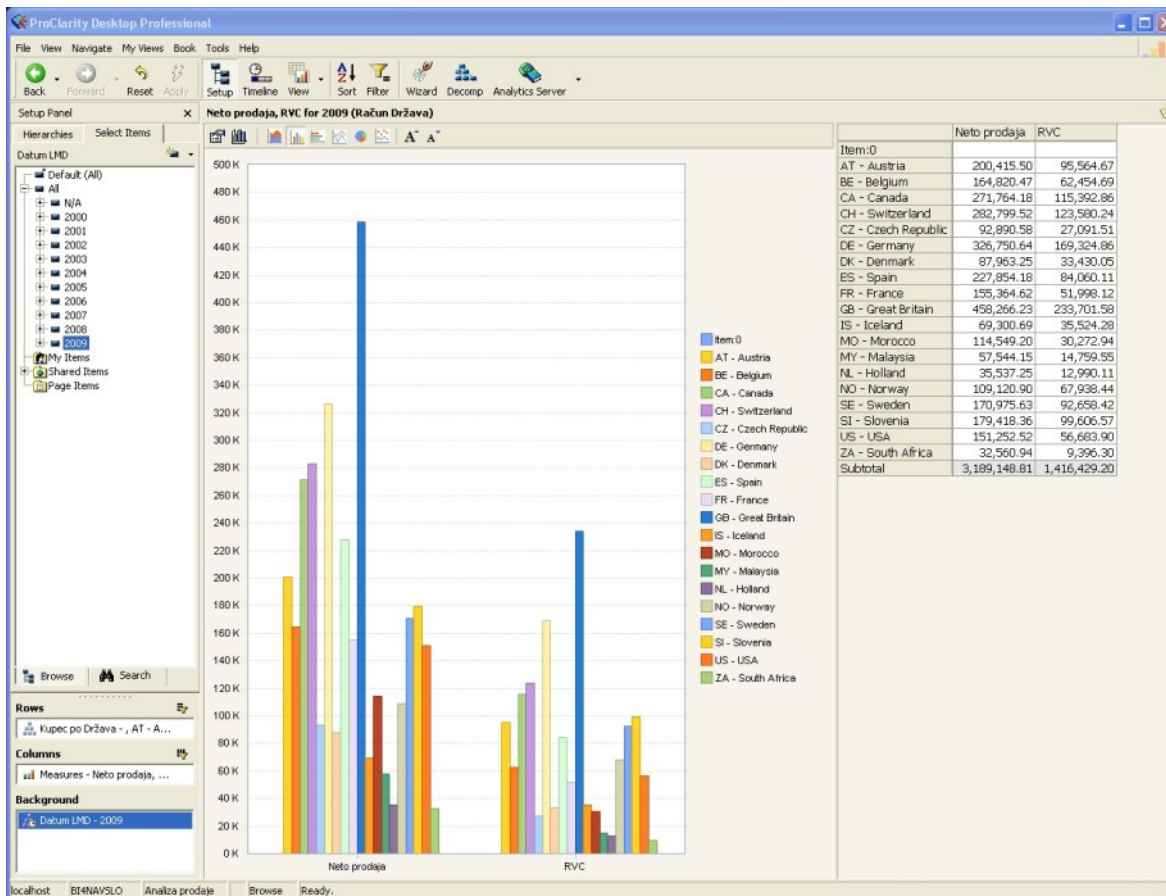 ProClarity Desktop Professional
File View Navigate My Views Book Tools Help
Back Forward Reset Apply Setup Timeline View Sort Filter Wizard Decomp Analytics Server
Setup Panel
Hierarchies Select Items
Datum LMD
Default (All)
All
N/A
2000
2001
2002
2003
2004
2005
2006
2007
2008
2009
My Items
Shared Items
Page Items
Browse Search
Rows
Kupec po Država - , AT - A...
Columns
Measures - Neto prodaja, ...
Background
Datum LMD - 2009
Neto prodaja, RVC for 2009 (Račun Država)
500 K
480 K
460 K
440 K
420 K
400 K
380 K
360 K
340 K
320 K
300 K
280 K
260 K
240 K
220 K
200 K
180 K
160 K
140 K
120 K
100 K
80 K
60 K
40 K
20 K
0 K
Neto prodaja RVC
Item:0
AT - Austria
BE - Belgium
CA - Canada
CH - Switzerland
CZ - Czech Republic
DE - Germany
DK - Denmark
ES - Spain
FR - France
GB - Great Britain
IS - Iceland
MO - Morocco
MY - Malaysia
NL - Holland
NO - Norway
SE - Sweden
SI - Slovenia
US - USA
ZA - South Africa
Neto prodaja RVC
Item:0
AT - Austria 200,415.50 95,564.67
BE - Belgium 164,820.47 62,454.69
CA - Canada 271,764.18 115,392.86
CH - Switzerland 282,799.52 123,580.24
CZ - Czech Republic 92,890.58 27,091.51
DE - Germany 326,750.64 169,324.86
DK - Denmark 87,963.25 33,430.05
ES - Spain 227,854.18 84,060.11
FR - France 155,364.62 51,998.12
GB - Great Britain 458,266.23 233,701.58
IS - Iceland 69,300.69 35,524.28
MO - Morocco 114,549.20 30,272.94
MY - Malaysia 57,544.15 14,759.55
NL - Holland 35,537.25 12,990.11
NO - Norway 109,120.90 67,938.44
SE - Sweden 170,975.63 92,658.42
SI - Slovenia 179,418.36 99,606.57
US - USA 151,252.52 56,683.90
ZA - South Africa 32,560.94 9,396.30
Subtotal 3,189,148.81 1,416,429.20
localhost BI4NAVSLO Analiza prodaje Browse Ready.